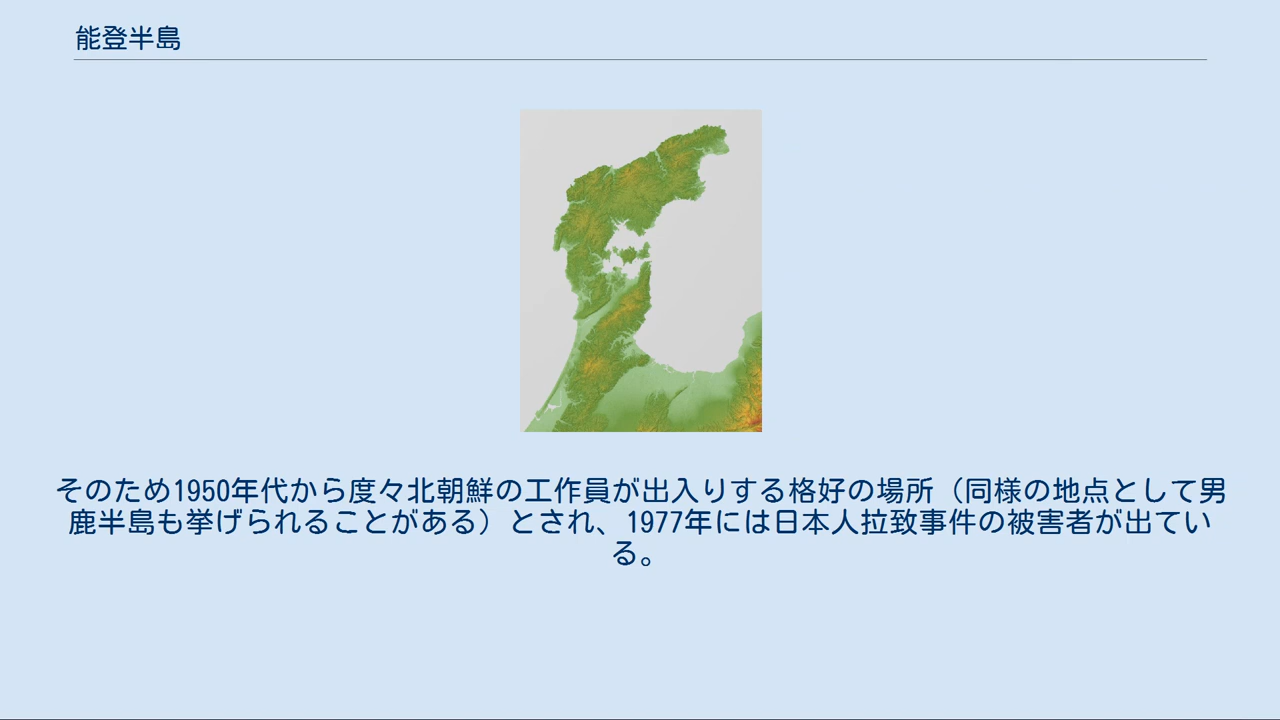 能登半島
そのため1950年代から度々北朝鮮の工作員が出入りする格好の場所（同様の地点として男
鹿半島も挙げられることがある）とされ、1977年には日本人拉致事件の被害者が出てい
る。